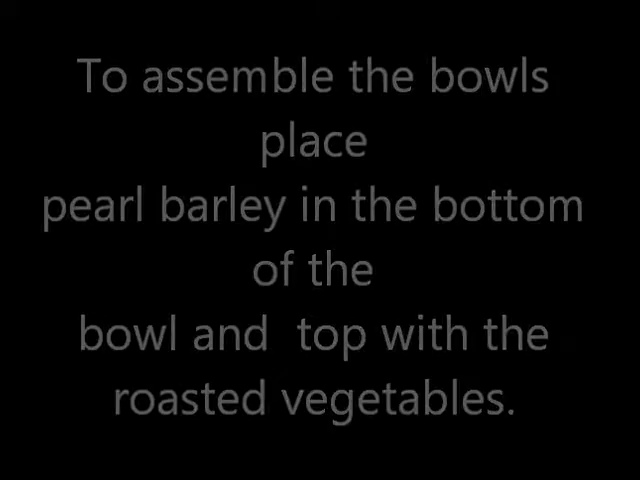 To assemble the bowls
place
pearl barley in the bottom
of the
bowl and  top with the
roasted vegetables.